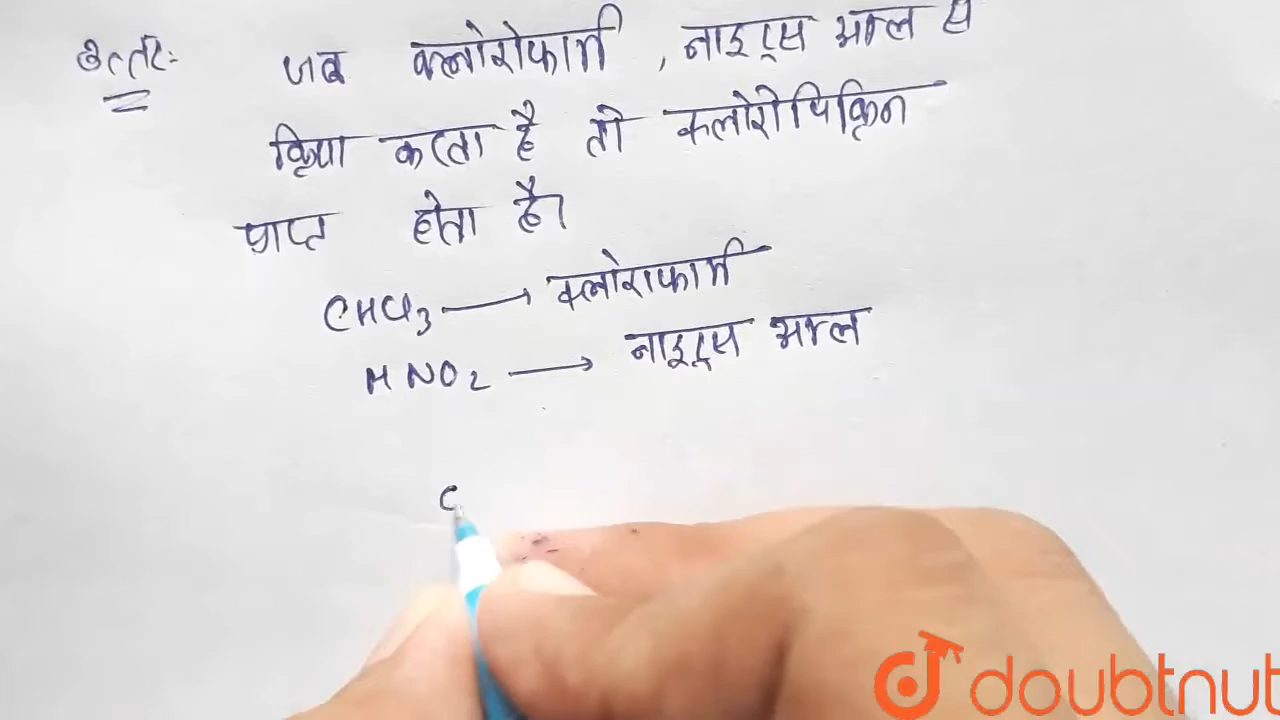 उत्तर:- जब क्लोरोफार्म , नाइट्रस अम्ल से
क्रिया करता है तो क्लोरोपिक्रिन
प्राप्त होता है।
CHCl3 → क्लोरोफार्म
HNO2 → नाइट्रस अम्ल
C
doubtnut